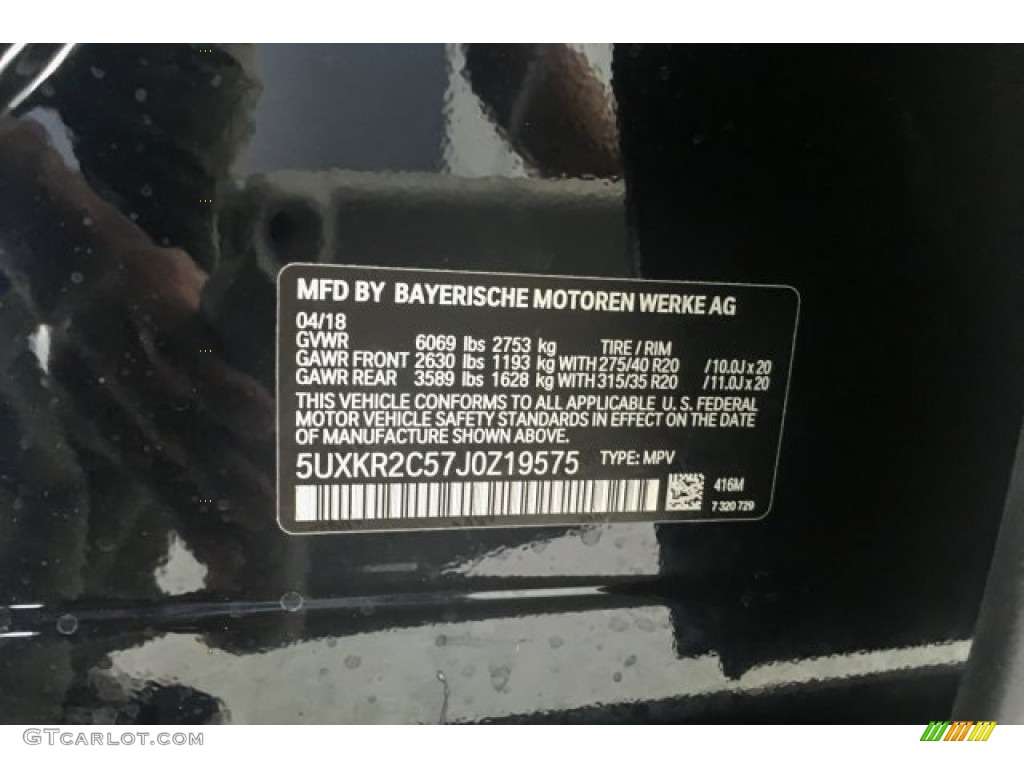 MFD BY BAYERISCHE MOTOREN WERKE AG
04/18
GVWR 6069 lbs 2753 kg TIRE / RIM
GAWR FRONT 2630 lbs 1193 kg WITH 275/40 R20 /10.0J x 20
GAWR REAR 3589 lbs 1628 kg WITH 315/35 R20 /11.0J x 20
THIS VEHICLE CONFORMS TO ALL APPLICABLE U.S. FEDERAL
MOTOR VEHICLE SAFETY STANDARDS IN EFFECT ON THE DATE
OF MANUFACTURE SHOWN ABOVE.
5UXKR2C57J0Z19575 TYPE: MPV
416M
7 320 729
GTCarlot.com